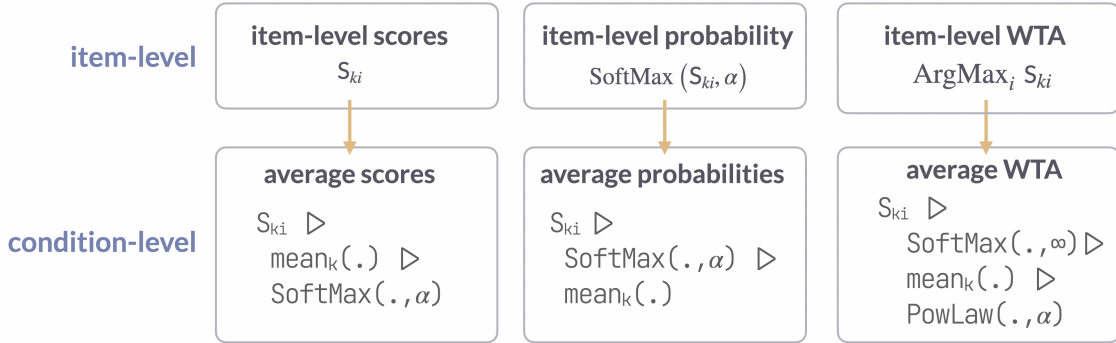 item-level
item-level scores
S_ki
item-level probability
SoftMax (S_ki, α)
item-level WTA
ArgMax_i S_ki
condition-level
average scores
S_ki ▷
mean_k(.) ▷
SoftMax(.,α)
average probabilities
S_ki ▷
SoftMax(.,α) ▷
mean_k(.)
average WTA
S_ki ▷
SoftMax(.,∞) ▷
mean_k(.) ▷
PowLaw(.,α)